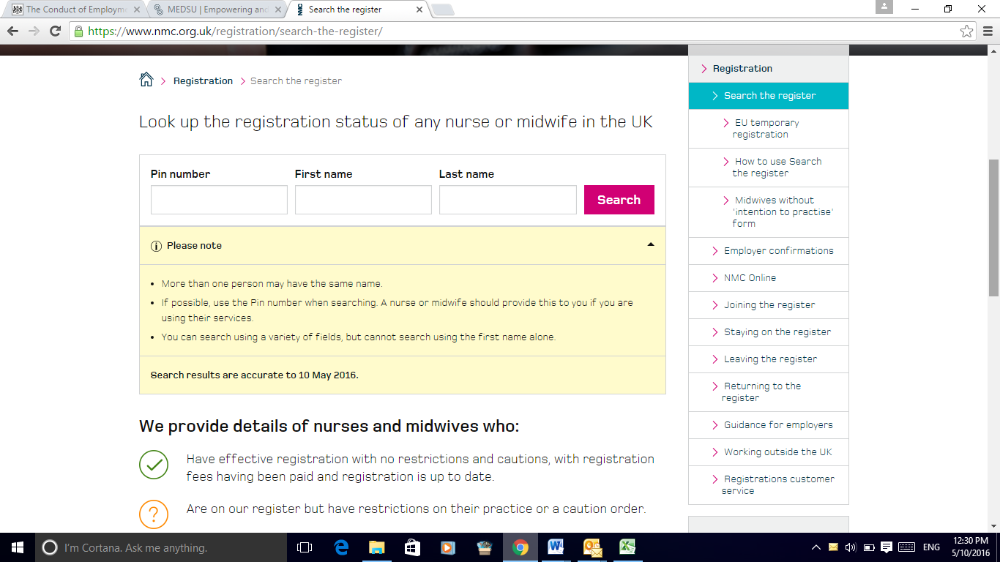 The Conduct of Employme
MEDSU | Empowering and
Search the register
https://www.nmc.org.uk/registration/search-the-register/
Registration
Search the register
Look up the registration status of any nurse or midwife in the UK
Pin number
First name
Last name
Search
Please note
More than one person may have the same name.
If possible, use the Pin number when searching. A nurse or midwife should provide this to you if you are
using their services.
You can search using a variety of fields, but cannot search using the first name alone.
Search results are accurate to 10 May 2016.
We provide details of nurses and midwives who:
Have effective registration with no restrictions and cautions, with registration
fees having been paid and registration is up to date.
Are on our register but have restrictions on their practice or a caution order.
Registration
Search the register
EU temporary
registration
How to use Search
the register
Midwives without
'intention to practise'
form
Employer confirmations
NMC Online
Joining the register
Staying on the register
Leaving the register
Returning to the
register
Guidance for employers
Working outside the UK
Registrations customer
service
I'm Cortana. Ask me anything.
ENG
12:30 PM
5/10/2016